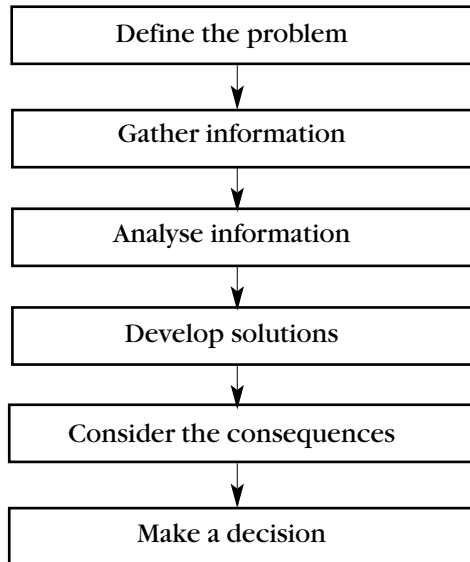 Define the problem
Gather information
Analyse information
Develop solutions
Consider the consequences
Make a decision